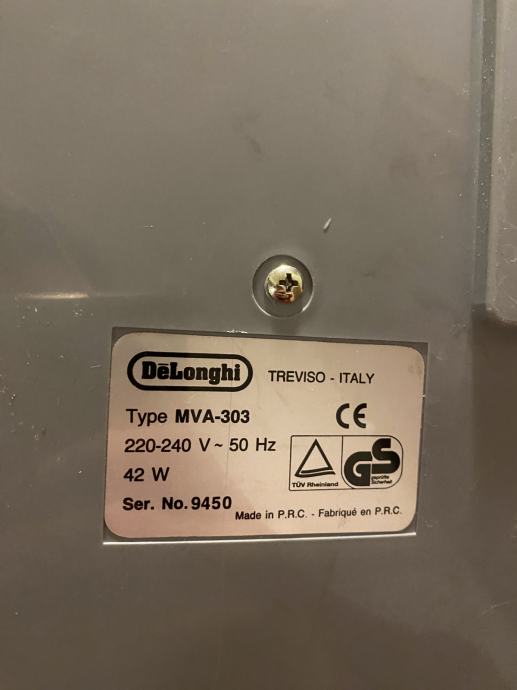 DeLonghi TREVISO - ITALY
Type MVA-303 CE
220-240 V ~ 50 Hz
42 W
TÜV Rheinland
GS
geprüfte
Sicherheit
Ser. No. 9450
Made in P.R.C. - Fabriqué en P.R.C.